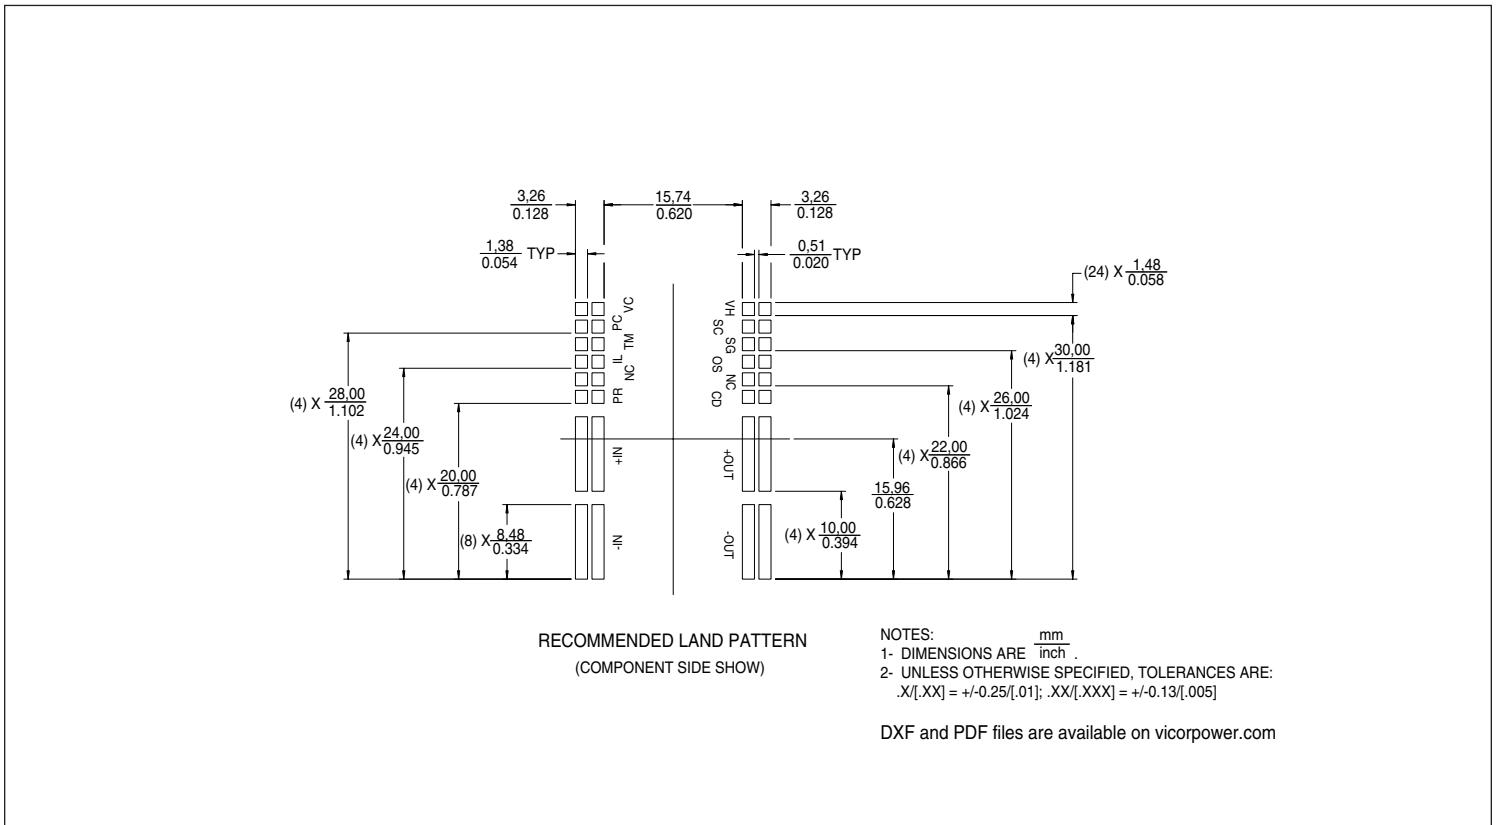 3,26
0.128
15,74
0.620
3,26
0.128
1,38
0.054
TYP
0,51
0.020
TYP
(24) X
1,48
0.058
VC
PC
TM
IL
NC
PR
+IN
-IN
VH
SC
SG
OS
NC
CD
+OUT
-OUT
(4) X
28,00
1.102
(4) X
24,00
0.945
(4) X
20,00
0.787
(8) X
8,48
0.334
(4) X
30,00
1.181
(4) X
26,00
1.024
(4) X
22,00
0.866
15,96
0.628
(4) X
10,00
0.394
RECOMMENDED LAND PATTERN
(COMPONENT SIDE SHOW)
NOTES:
1- DIMENSIONS ARE mm
inch .
2- UNLESS OTHERWISE SPECIFIED, TOLERANCES ARE:
.X/[.XX] = +/-0.25/[.01]; .XX/[.XXX] = +/-0.13/[.005]
DXF and PDF files are available on vicorpower.com